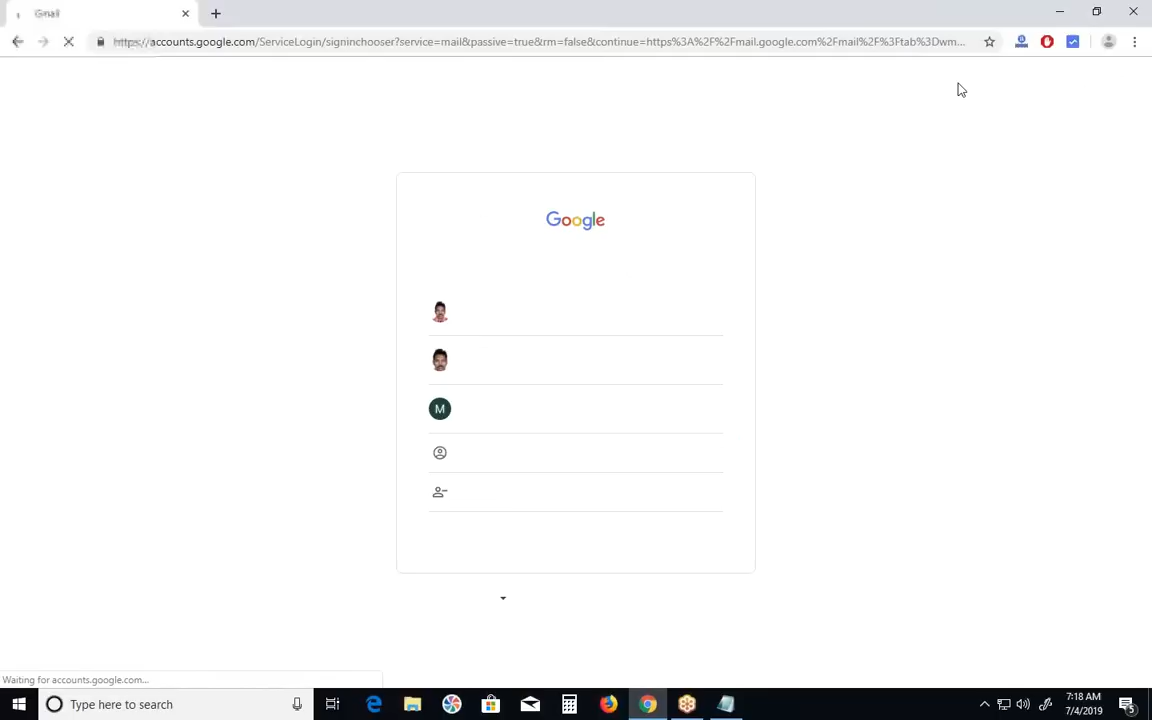 Gmail
https://accounts.google.com/ServiceLogin/signinchooser?service=mail&passive=true&rm=false&continue=https%3A%2F%2Fmail.google.com%2Fmail%2F%3Ftab%3Dwm...
Google
M
Waiting for accounts.google.com...
Type here to search
7:18 AM
7/4/2019
5